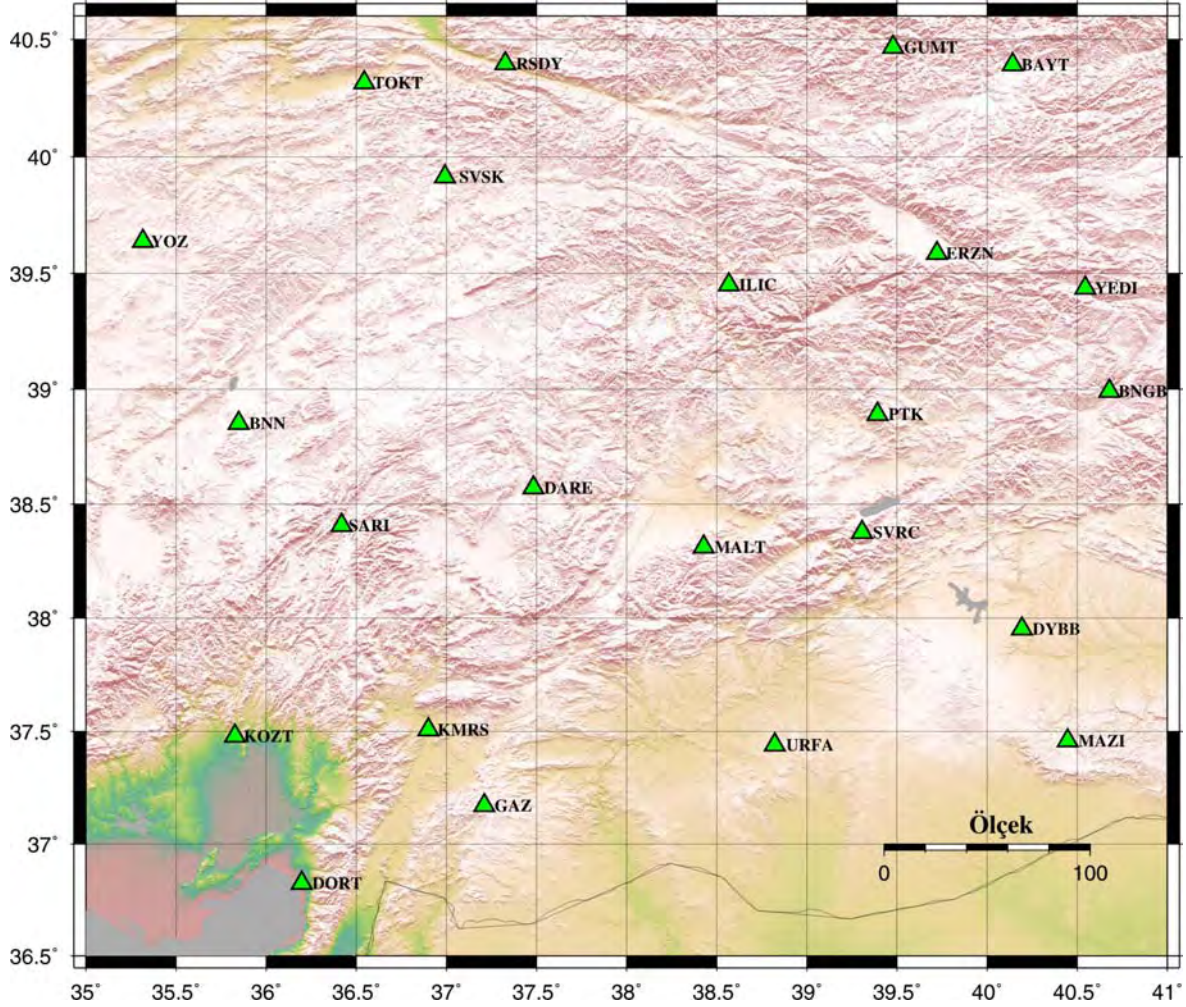 40.5˚
40˚
39.5˚
39˚
38.5˚
38˚
37.5˚
37˚
36.5˚
GUMT
RSDY
BAYT
TOKT
SVSK
YOZ
ERZN
ILIC
YEDI
BNGB
PTK
BNN
DARE
SARI
SVRC
MALT
DYBB
KMRS
KOZT
URFA
MAZI
GAZ
Ölçek
0 100
DORT
35˚ 35.5˚ 36˚ 36.5˚ 37˚ 37.5˚ 38˚ 38.5˚ 39˚ 39.5˚ 40˚ 40.5˚ 41˚